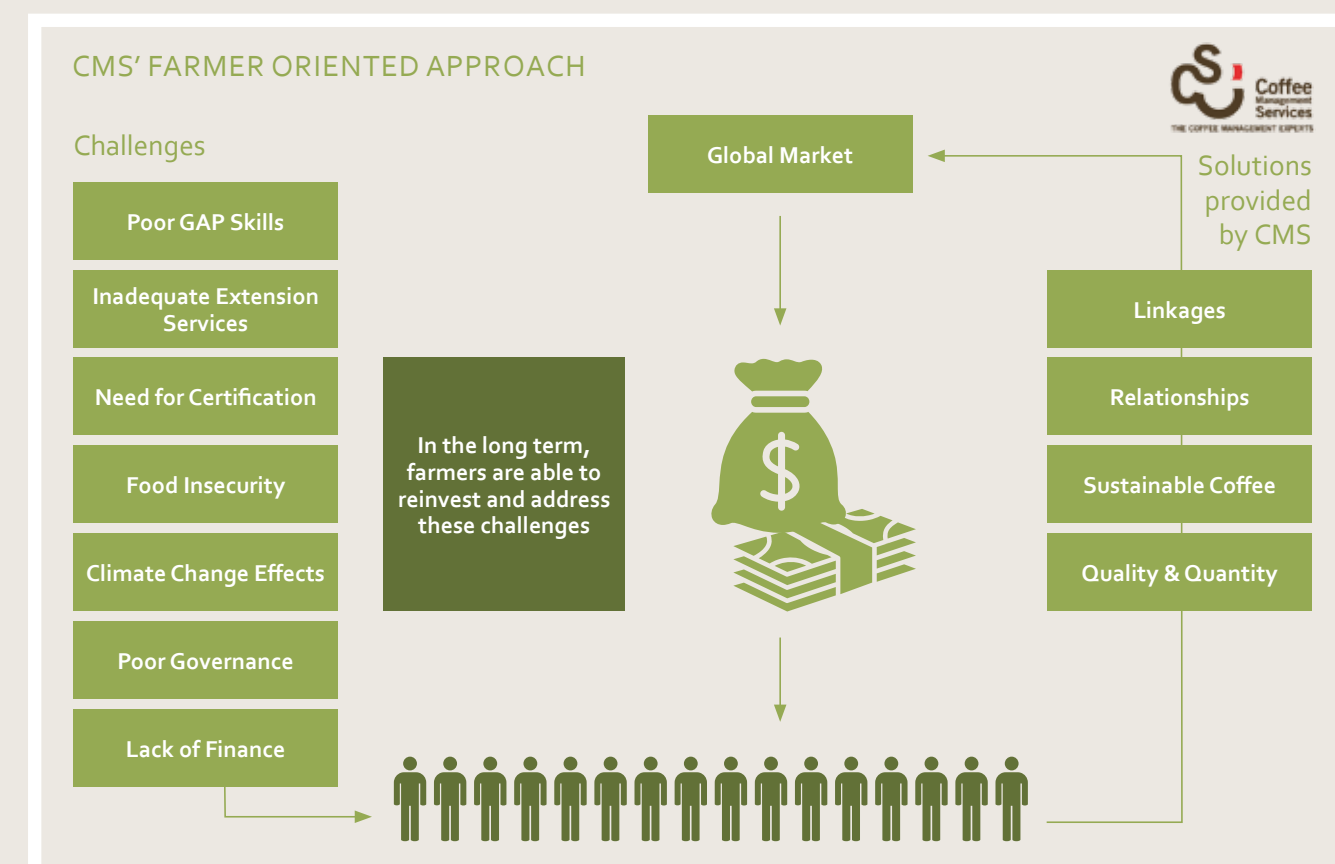 CMS' FARMER ORIENTED APPROACH
Coffee
Management
Services
THE COFFEE MANAGEMENT EXPERTS
Challenges
Poor GAP Skills
Inadequate Extension
Services
Need for Certification
Food Insecurity
Climate Change Effects
Poor Governance
Lack of Finance
In the long term,
farmers are able to
reinvest and address
these challenges
Global Market
$
Solutions
provided
by CMS
Linkages
Relationships
Sustainable Coffee
Quality & Quantity